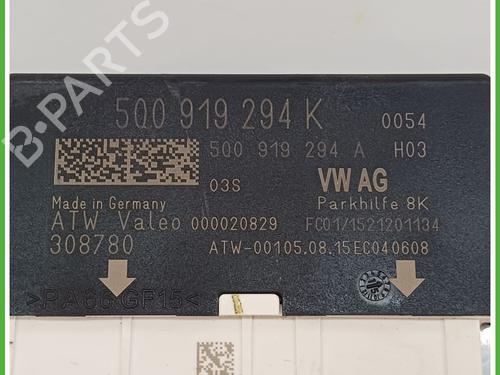 5Q0 919 294 K 0054
5Q0 919 294 A H03
03S VW AG
Made in Germany Parkhilfe 8K
ATW Valeo 000020829 FC01/1521201134
308780 ATW-00105.08.15EC040608
>PA66 GF15<
B-PARTS